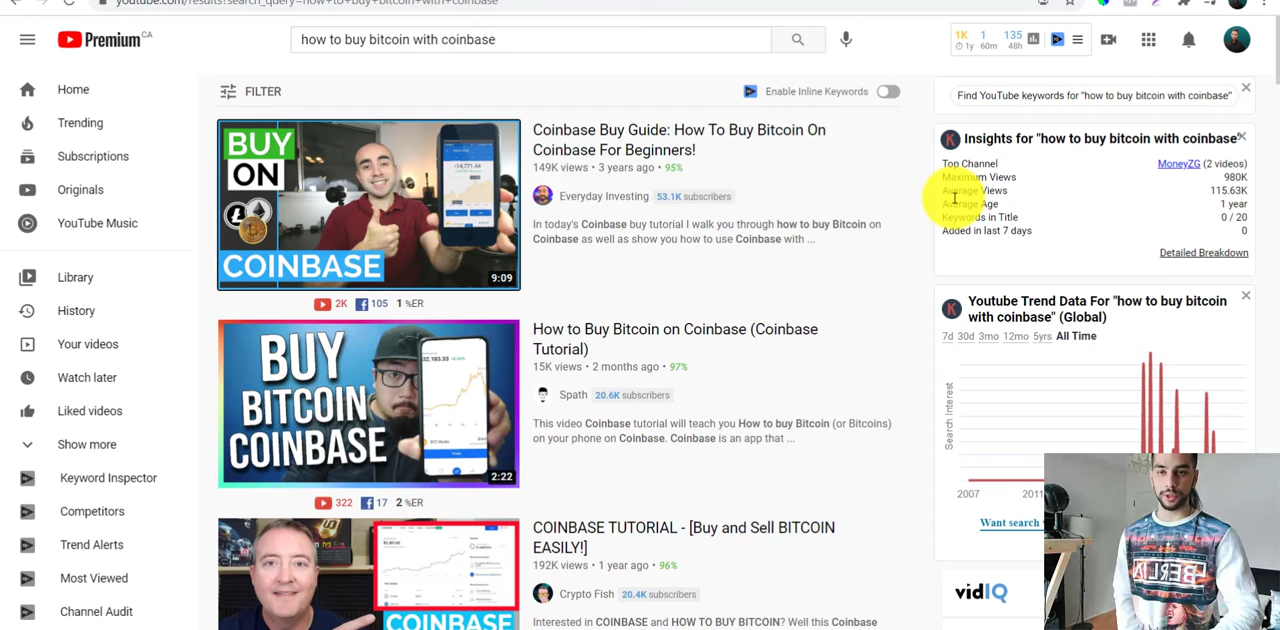 youtube.com/results?search_query=how+to+buy+bitcoin+with+coinbase
Premium CA
how to buy bitcoin with coinbase
1K 1 135
1y 60m 48h
Home
Trending
Subscriptions
Originals
YouTube Music
Library
History
Your videos
Watch later
Liked videos
Show more
Keyword Inspector
Competitors
Trend Alerts
Most Viewed
Channel Audit
FILTER
Enable Inline Keywords
BUY
ON
COINBASE
9:09
2K 105 1 %ER
Coinbase Buy Guide: How To Buy Bitcoin On
Coinbase For Beginners!
149K views • 3 years ago • 95%
Everyday Investing 53.1K subscribers
In today's Coinbase buy tutorial I walk you through how to buy Bitcoin on
Coinbase as well as show you how to use Coinbase with ...
BUY
BITCOIN
COINBASE
32,183.33
2:22
322 17 2 %ER
How to Buy Bitcoin on Coinbase (Coinbase
Tutorial)
15K views • 2 months ago • 97%
Spath 20.6K subscribers
This video Coinbase tutorial will teach you How to buy Bitcoin (or Bitcoins)
on your phone on Coinbase. Coinbase is an app that ...
COINBASE
COINBASE TUTORIAL - [Buy and Sell BITCOIN
EASILY!]
192K views • 1 year ago • 96%
Crypto Fish 20.4K subscribers
Interested in COINBASE and HOW TO BUY BITCOIN? Well this Coinbase
Find YouTube keywords for "how to buy bitcoin with coinbase"
K Insights for "how to buy bitcoin with coinbase"
Top Channel MoneyZG (2 videos)
Maximum Views 980K
Average Views 115.63K
Average Age 1 year
Keywords in Title 0 / 20
Added in last 7 days 0
Detailed Breakdown
K Youtube Trend Data For "how to buy bitcoin
with coinbase" (Global)
7d 30d 3mo 12mo 5yrs All Time
Search Interest
2007 2011
Want search
vidIQ
BERLIN